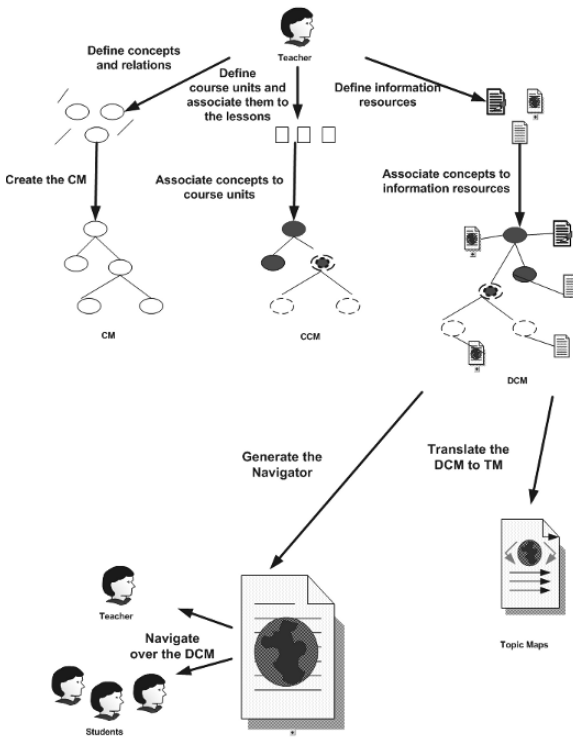 Teacher
Define concepts
and relations
Define
course units and
associate them to
the lessons
Define information
resources
Create the CM
Associate concepts to
course units
Associate concepts to
information resources
CM
CCM
DCM
Generate the
Navigator
Translate the
DCM to TM
Teacher
Navigate
over the DCM
Students
Topic Maps